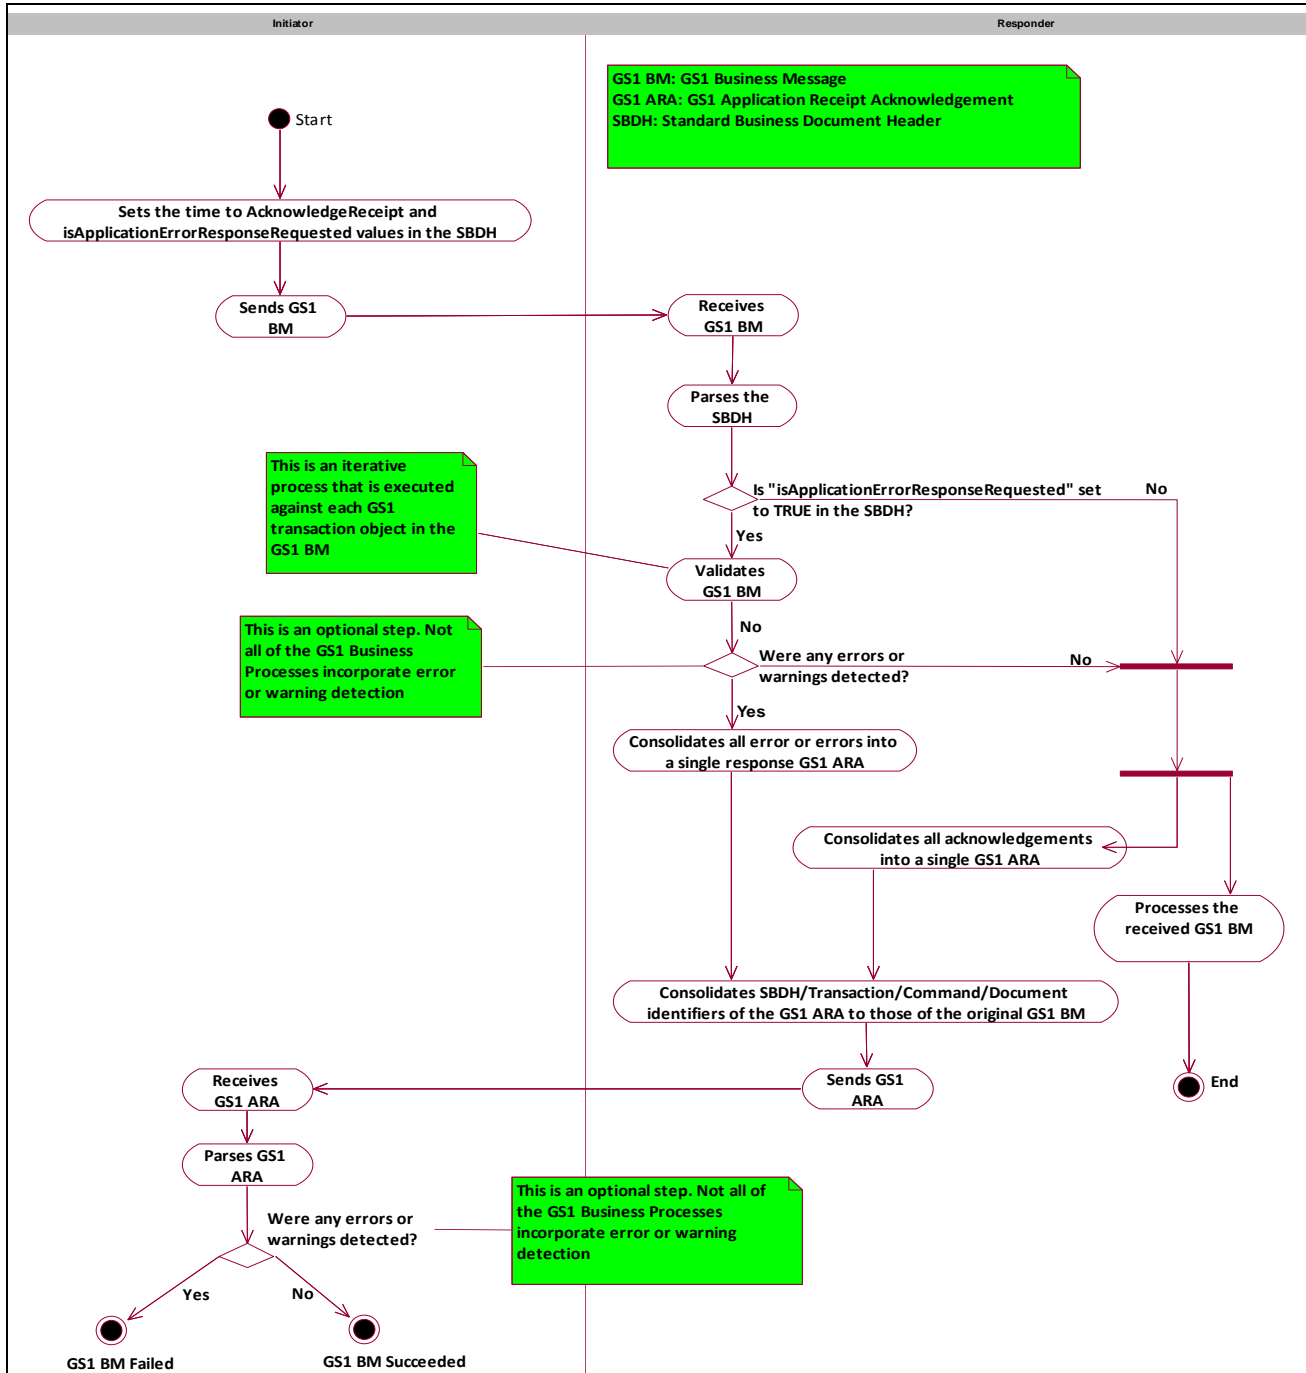 Initiator
Responder
GS1 BM: GS1 Business Message
GS1 ARA: GS1 Application Receipt Acknowledgement
SBDH: Standard Business Document Header
Start
Sets the time to AcknowledgeReceipt and
isApplicationErrorResponseRequested values in the SBDH
Sends GS1
BM
Receives
GS1 BM
Parses the
SBDH
This is an iterative
process that is executed
against each GS1
transaction object in the
GS1 BM
Is "isApplicationErrorResponseRequested" set
to TRUE in the SBDH?
No
Yes
Validates
GS1 BM
No
This is an optional step. Not
all of the GS1 Business
Processes incorporate error
or warning detection
Were any errors or
warnings detected?
No
Yes
Consolidates all error or errors into
a single response GS1 ARA
Consolidates all acknowledgements
into a single GS1 ARA
Processes the
received GS1 BM
Consolidates SBDH/Transaction/Command/Document
identifiers of the GS1 ARA to those of the original GS1 BM
Receives
GS1 ARA
Sends GS1
ARA
End
Parses GS1
ARA
This is an optional step. Not all of
the GS1 Business Processes
incorporate error or warning
detection
Were any errors or
warnings detected?
Yes
No
GS1 BM Failed
GS1 BM Succeeded